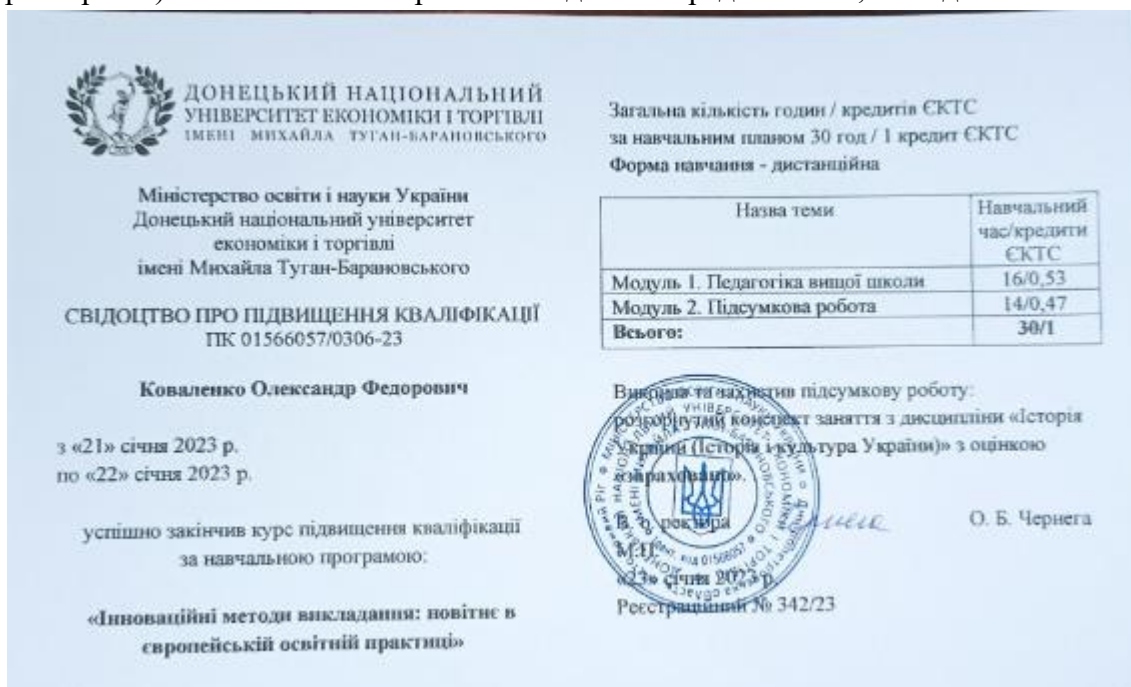 ДОНЕЦЬКИЙ НАЦІОНАЛЬНИЙ
УНІВЕРСИТЕТ ЕКОНОМІКИ І ТОРГІВЛІ
ІМЕНІ МИХАЙЛА ТУГАН-БАРАНОВСЬКОГО
Міністерство освіти і науки України
Донецький національний університет
економіки і торгівлі
імені Михайла Туган-Барановського
СВІДОЦТВО ПРО ПІДВИЩЕННЯ КВАЛІФІКАЦІЇ
ПК 01566057/0306-23
Коваленко Олександр Федорович
з «21» січня 2023 р.
по «22» січня 2023 р.
успішно закінчив курс підвищення кваліфікації
за навчальною програмою:
«Інноваційні методи викладання: новітнє в
європейській освітній практиці»
Загальна кількість годин / кредитів ЄКТС
за навчальним планом 30 год / 1 кредит ЄКТС
Форма навчання - дистанційна
Назва теми
Навчальний
час/кредити
ЄКТС
Модуль 1. Педагогіка вищої школи 16/0,53
Модуль 2. Підсумкова робота 14/0,47
Всього: 30/1
Виконав та захистив підсумкову роботу:
розгорнутий конспект заняття з дисципліни «Історія
України (Історія і культура України)» з оцінкою
«зараховано».
В. о. ректора О. Б. Чернега
М.П.
«23» січня 2023 р.
Реєстраційний № 342/23